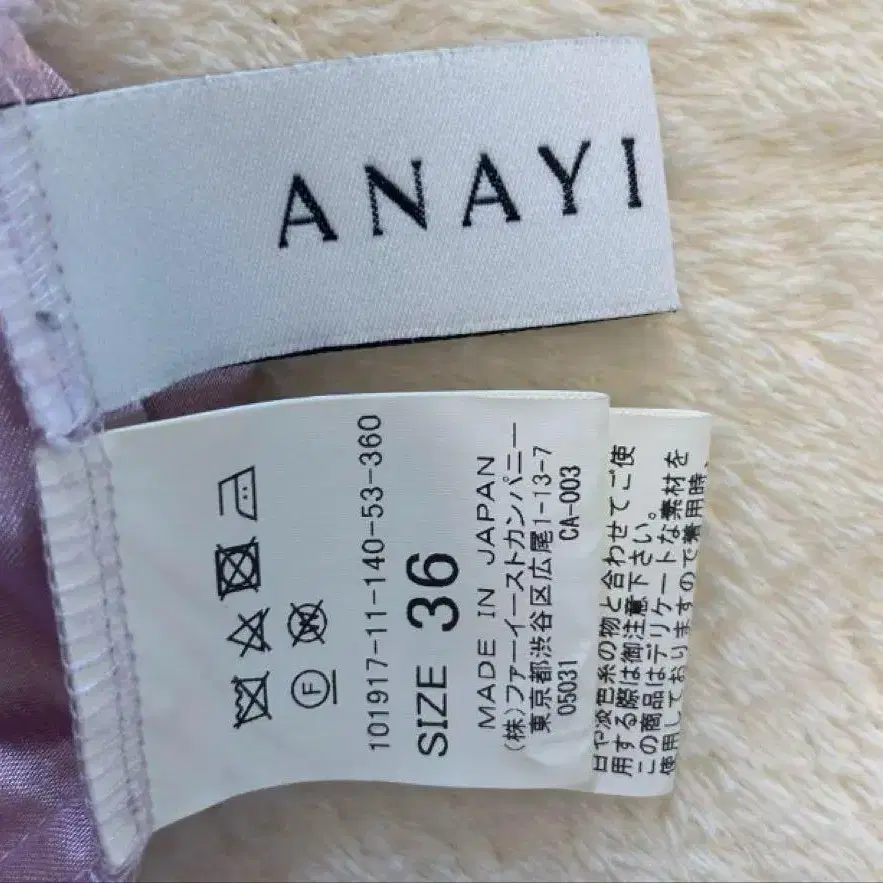 ANAYI
F
101917-11-140-53-360
SIZE 36
MADE IN JAPAN
(株)ファーイーストカンパニー
東京都渋谷区広尾1-13-7
05031 CA-003
や淡色系の物と合わせてご使
用する際は御注意下さい。
この商品はデリケートな素材を
使用しておりますので着用時、